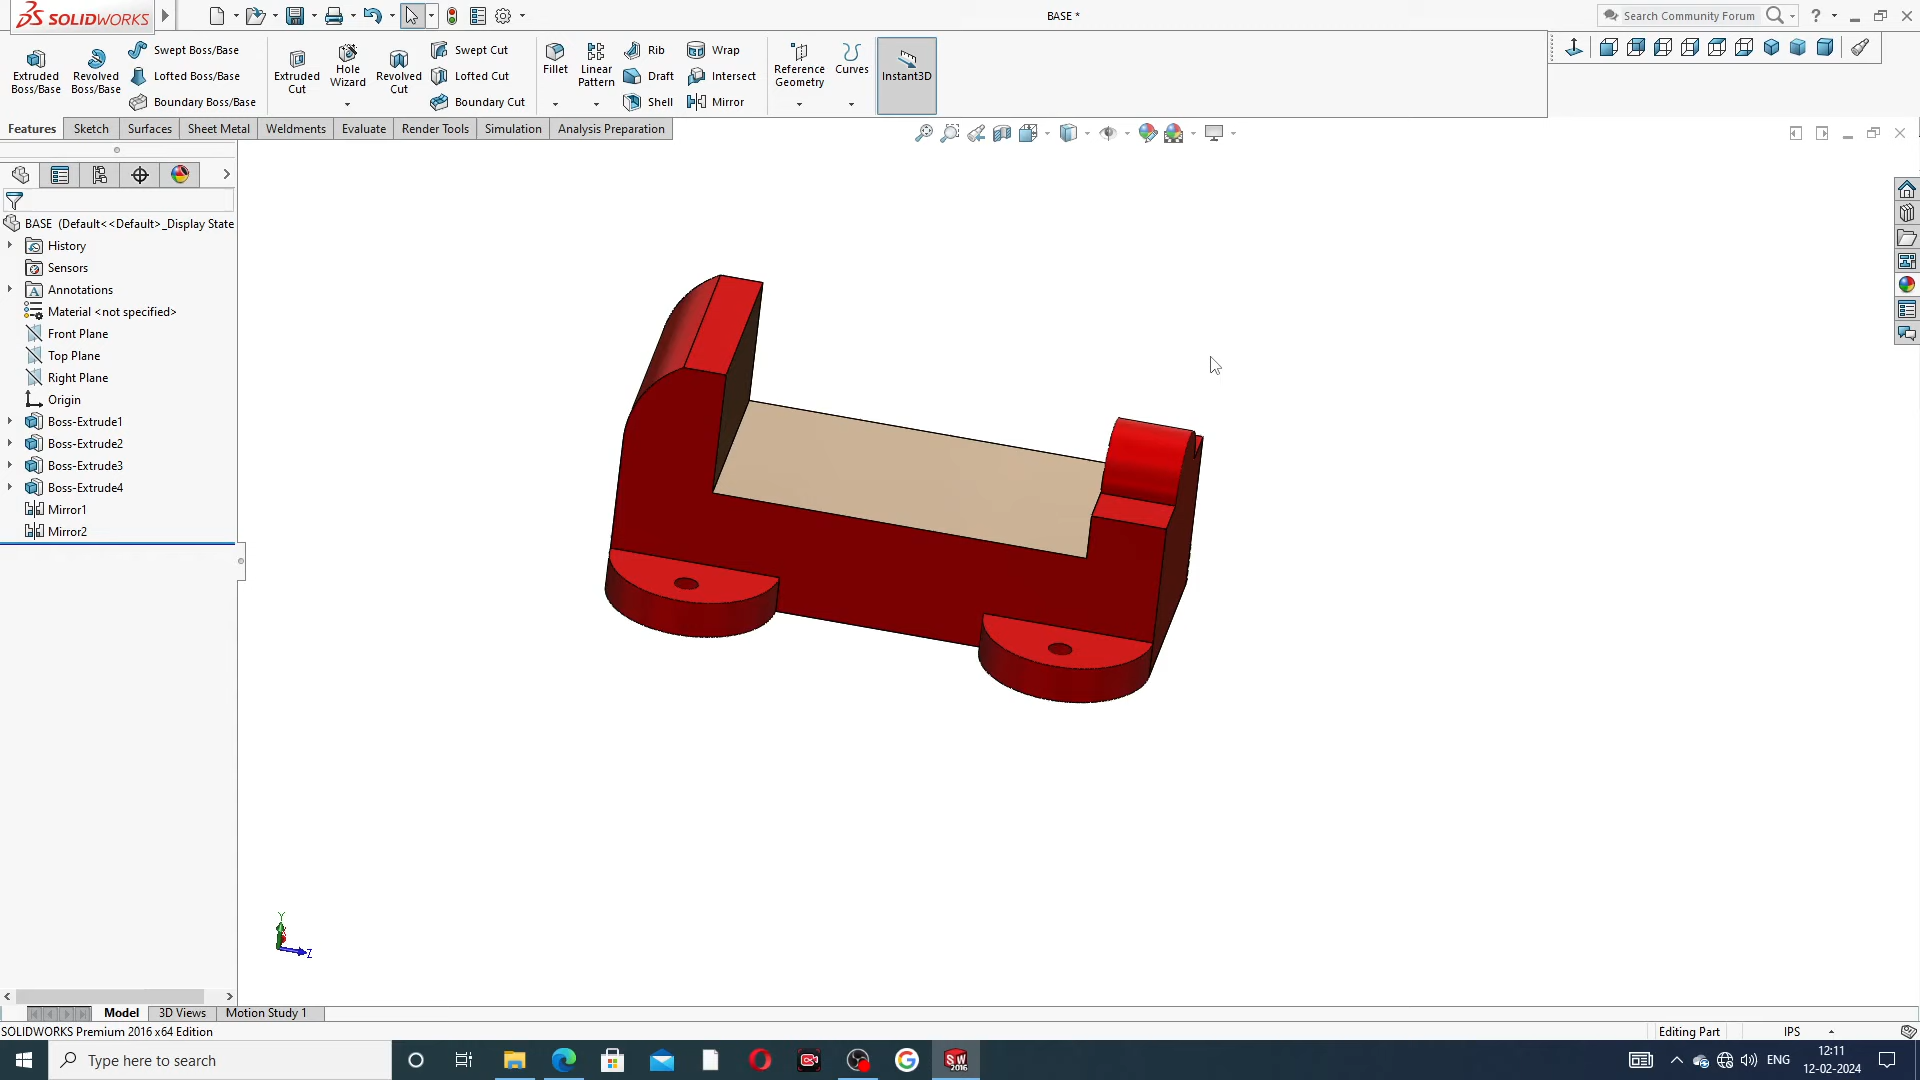 SOLIDWORKS
BASE *
Search Community Forum
Extruded Boss/Base
Revolved Boss/Base
Swept Boss/Base
Lofted Boss/Base
Boundary Boss/Base
Extruded Cut
Hole Wizard
Revolved Cut
Swept Cut
Lofted Cut
Boundary Cut
Fillet
Linear Pattern
Rib
Draft
Shell
Wrap
Intersect
Mirror
Reference Geometry
Curves
Instant3D
Features
Sketch
Surfaces
Sheet Metal
Weldments
Evaluate
Render Tools
Simulation
Analysis Preparation
BASE (Default<<Default>_Display State
History
Sensors
Annotations
Material <not specified>
Front Plane
Top Plane
Right Plane
Origin
Boss-Extrude1
Boss-Extrude2
Boss-Extrude3
Boss-Extrude4
Mirror1
Mirror2
Y
Z
Model
3D Views
Motion Study 1
SOLIDWORKS Premium 2016 x64 Edition
Editing Part
IPS
Type here to search
SW
2016
ENG
12:11
12-02-2024